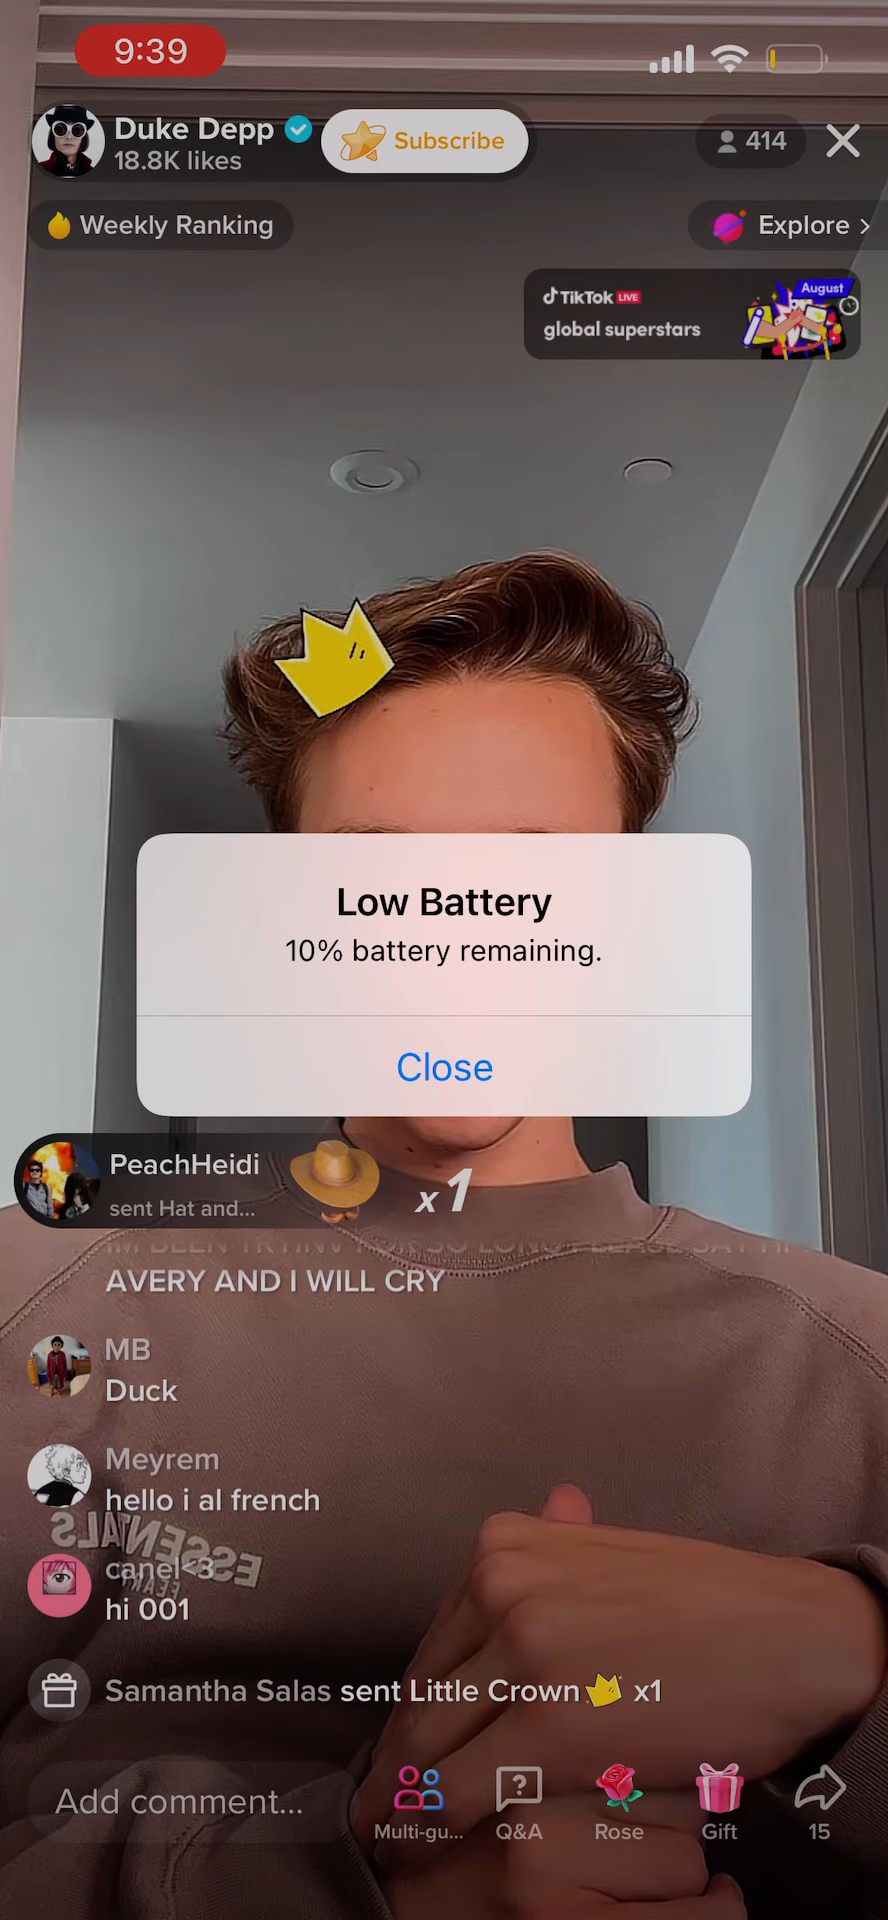 9:39
Duke Depp
18.8K likes
Subscribe
414
Weekly Ranking
Explore >
TikTok LIVE
global superstars
August
Low Battery
10% battery remaining.
Close
PeachHeidi
sent Hat and...
x1
AVERY AND I WILL CRY
MB
Duck
Meyrem
hello i al french
ESSENTIALS
canel<3
hi 001
Samantha Salas sent Little Crown x1
Add comment...
Multi-gu...
Q&A
Rose
Gift
15